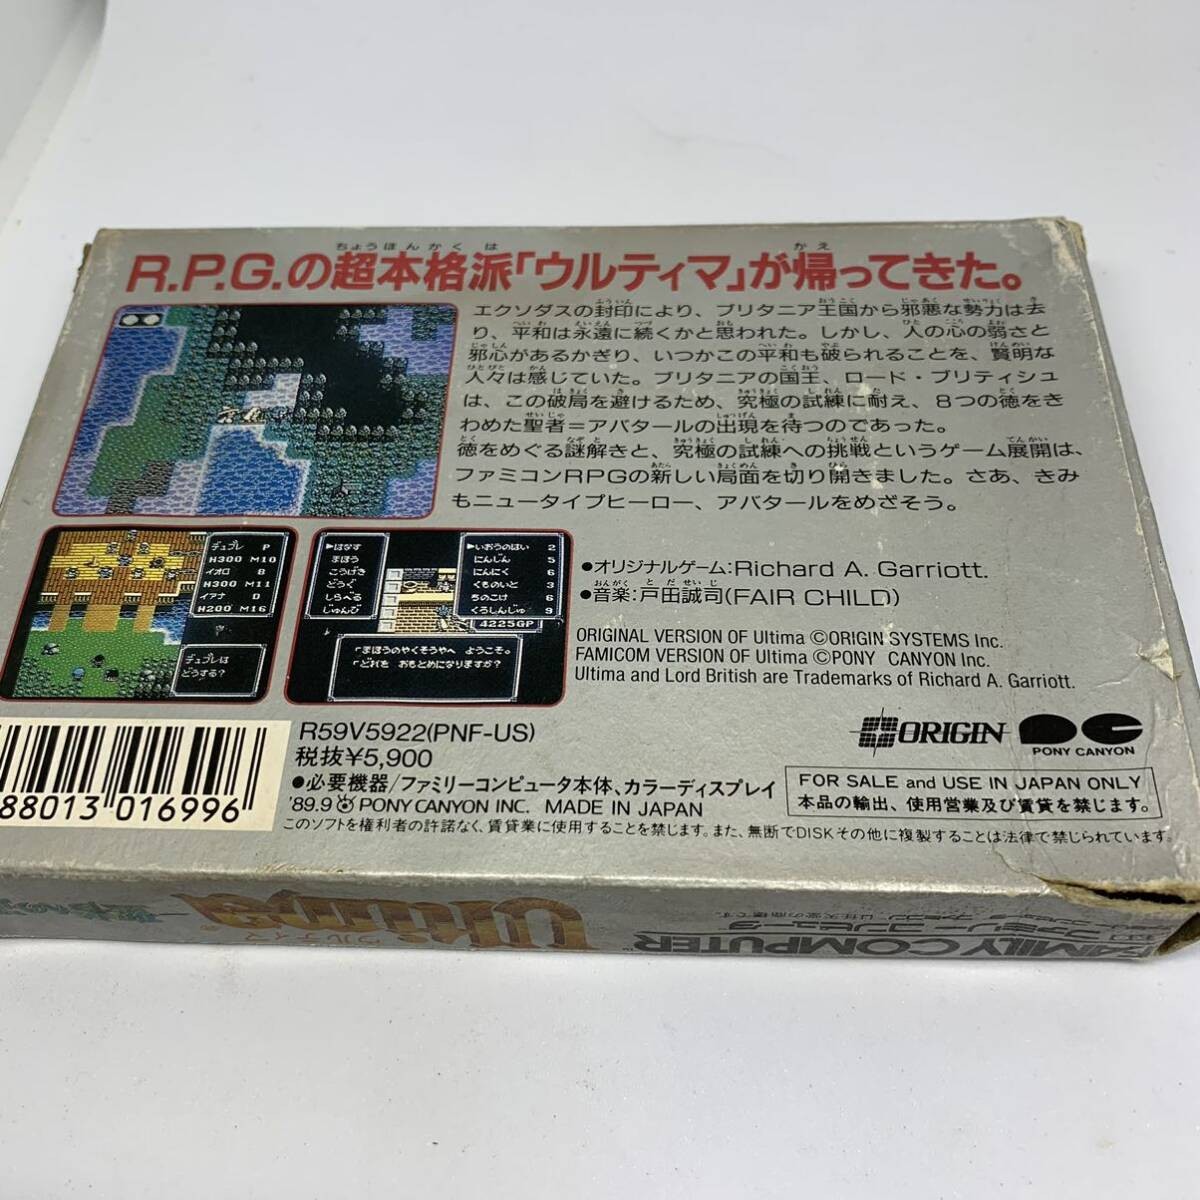 R.P.G.の超本格派「ウルティマ」が帰ってきた。
エクソダスの封印により、ブリタニア王国から邪悪な勢力は去
り、平和は永遠に続くかと思われた。しかし、人の心の弱さと
邪心があるかぎり、いつかこの平和も破られることを、賢明な
人々は感じていた。ブリタニアの国王、ロード・ブリティシュ
は、この破局を避けるため、究極の試練に耐え、8つの徳をき
わめた聖者=アバタールの出現を待つのであった。
徳をめぐる謎解きと、究極の試練への挑戦というゲーム展開は、
ファミコンRPGの新しい局面を切り開きました。さあ、きみ
もニュータイプヒーロー、アバタールをめざそう。
デュプレ P
H300 M10
イオロ B
H300 M11
イアナ D
H200 M16
デュプレは
どうする?
▶はなす
まほう
こうげき
どうぐ
しらべる
じゅんび
▶いおうのはい 2
にんじん 5
にんにく 6
くものいと 3
ちのこけ 6
くろしんじゅ 9
4225GP
「まほうのやくそうやへ ようこそ。
「どれを おもとめになりますか?
●オリジナルゲーム:Richard A. Garriott.
●音楽:戸田誠司(FAIR CHILD)
ORIGINAL VERSION OF Ultima ©ORIGIN SYSTEMS Inc.
FAMICOM VERSION OF Ultima ©PONY CANYON Inc.
Ultima and Lord British are Trademarks of Richard A. Garriott.
ORIGIN
PONY CANYON
R59V5922(PNF-US)
税抜¥5,900
●必要機器/ファミリーコンピュータ本体、カラーディスプレイ
'89.9 PONY CANYON INC. MADE IN JAPAN
このソフトを権利者の許諾なく、賃貸業に使用することを禁じます。また、無断でDISKその他に複製することは法律で禁じられています。
FOR SALE and USE IN JAPAN ONLY
本品の輸出、使用営業及び賃貸を禁じます。
88013 016996
FAMILY COMPUTER
ファミリーコンピュータ
Ultima
ウルティマ